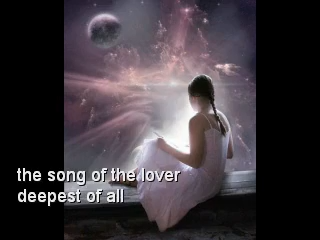 the song of the lover
deepest of all